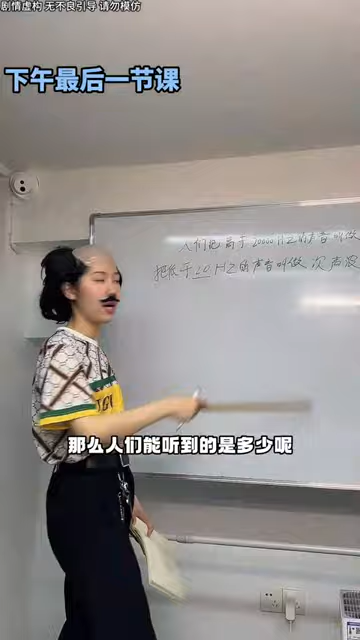 剧情虚构 无不良引导 请勿模仿
下午最后一节课
人们把高于20000HZ的声音叫做
把低于20HZ的声音叫做次声波
那么人们能听到的是多少呢